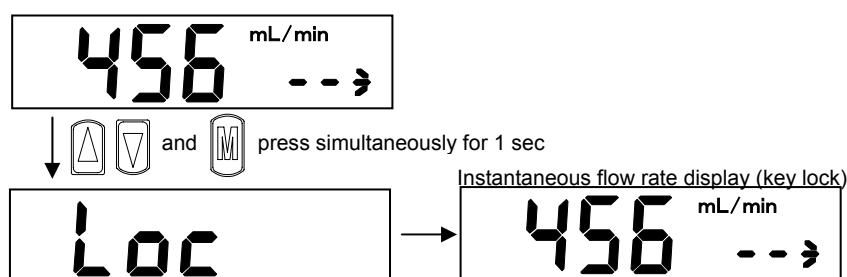 456 mL/min
-->
and M press simultaneously for 1 sec
Instantaneous flow rate display (key lock)
Loc
456 mL/min
-->